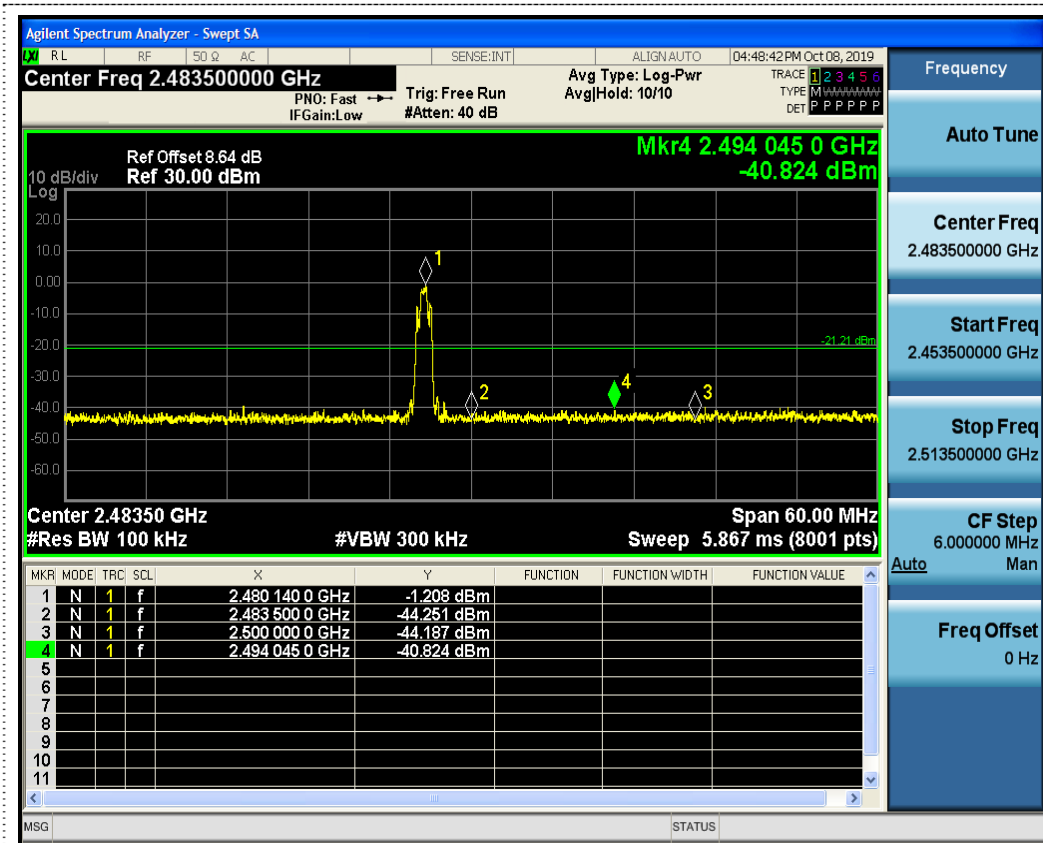 Agilent Spectrum Analyzer - Swept SA
LXI RL RF 50 Ω AC SENSE:INT ALIGN AUTO 04:48:42 PM Oct 08, 2019
Center Freq 2.483500000 GHz
PNO: Fast
IFGain:Low
Trig: Free Run
#Atten: 40 dB
Avg Type: Log-Pwr
Avg|Hold: 10/10
TRACE 1 2 3 4 5 6
TYPE M WWWWW
DET P P P P P P
Frequency
Auto Tune
Center Freq
2.483500000 GHz
Start Freq
2.453500000 GHz
Stop Freq
2.513500000 GHz
CF Step
6.000000 MHz
Auto Man
Freq Offset
0 Hz
Mkr4 2.494 045 0 GHz
-40.824 dBm
Ref Offset 8.64 dB
10 dB/div Ref 30.00 dBm
Log
20.0
10.0
0.00
-10.0
-20.0
-30.0
-40.0
-50.0
-60.0
1
-21.21 dBm
2
4
3
Center 2.48350 GHz Span 60.00 MHz
#Res BW 100 kHz #VBW 300 kHz Sweep 5.867 ms (8001 pts)
MKR MODE TRC SCL X Y FUNCTION FUNCTION WIDTH FUNCTION VALUE
1 N 1 f 2.480 140 0 GHz -1.208 dBm
2 N 1 f 2.483 500 0 GHz -44.251 dBm
3 N 1 f 2.500 000 0 GHz -44.187 dBm
4 N 1 f 2.494 045 0 GHz -40.824 dBm
5
6
7
8
9
10
11
MSG STATUS